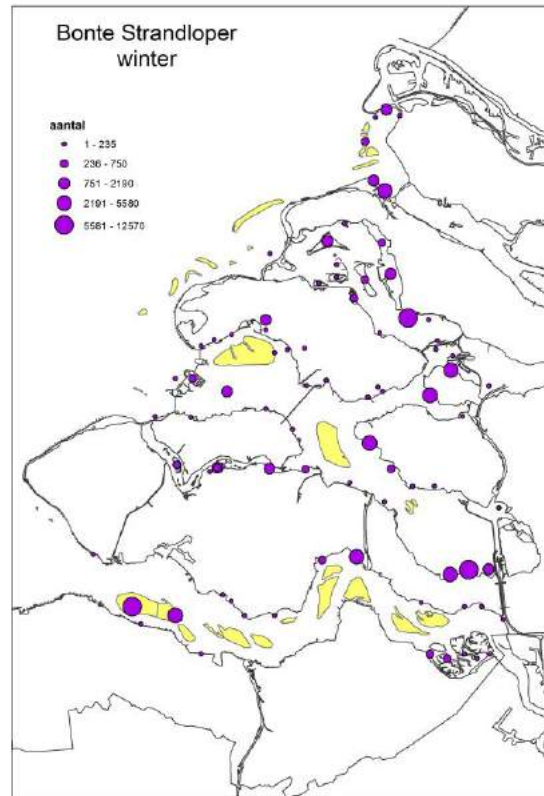 Bonte Strandloper
winter
aantal
1 - 235
236 - 750
751 - 2190
2191 - 5580
5581 - 12570